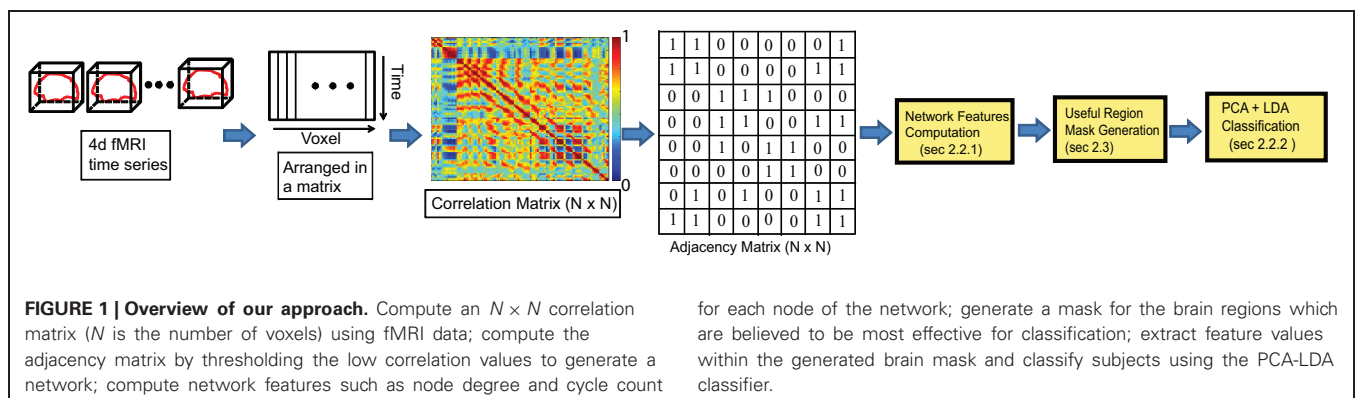 4d fMRI
time series
Voxel
Time
Arranged in
a matrix
1
0
Correlation Matrix (N x N)
1 1 0 0 0 0 0 1
1 1 0 0 0 0 1 1
0 0 1 1 1 0 0 0
0 0 1 1 0 0 1 1
0 0 1 0 1 1 0 0
0 0 0 0 1 1 0 0
0 1 0 1 0 0 1 1
1 1 0 0 0 0 1 1
Adjacency Matrix (N x N)
Network Features
Computation
(sec 2.2.1)
Useful Region
Mask Generation
(sec 2.3)
PCA + LDA
Classification
(sec 2.2.2 )
FIGURE 1 | Overview of our approach. Compute an N × N correlation
matrix (N is the number of voxels) using fMRI data; compute the
adjacency matrix by thresholding the low correlation values to generate a
network; compute network features such as node degree and cycle count
for each node of the network; generate a mask for the brain regions which
are believed to be most effective for classification; extract feature values
within the generated brain mask and classify subjects using the PCA-LDA
classifier.